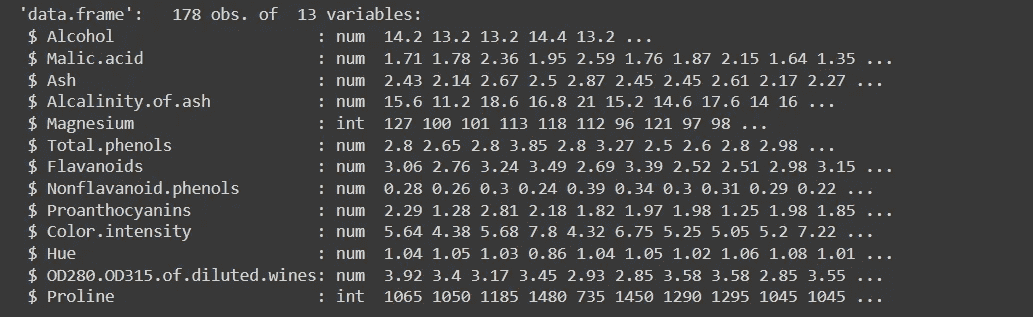 'data.frame':   178 obs. of  13 variables:
 $ Alcohol                     : num  14.2 13.2 13.2 14.4 13.2 ...
 $ Malic.acid                  : num  1.71 1.78 2.36 1.95 2.59 1.76 1.87 2.15 1.64 1.35 ...
 $ Ash                         : num  2.43 2.14 2.67 2.5 2.87 2.45 2.45 2.61 2.17 2.27 ...
 $ Alcalinity.of.ash           : num  15.6 11.2 18.6 16.8 21 15.2 14.6 17.6 14 16 ...
 $ Magnesium                   : int  127 100 101 113 118 112 96 121 97 98 ...
 $ Total.phenols               : num  2.8 2.65 2.8 3.85 2.8 3.27 2.5 2.6 2.8 2.98 ...
 $ Flavanoids                  : num  3.06 2.76 3.24 3.49 2.69 3.39 2.52 2.51 2.98 3.15 ...
 $ Nonflavanoid.phenols        : num  0.28 0.26 0.3 0.24 0.39 0.34 0.3 0.31 0.29 0.22 ...
 $ Proanthocyanins             : num  2.29 1.28 2.81 2.18 1.82 1.97 1.98 1.25 1.98 1.85 ...
 $ Color.intensity             : num  5.64 4.38 5.68 7.8 4.32 6.75 5.25 5.05 5.2 7.22 ...
 $ Hue                         : num  1.04 1.05 1.03 0.86 1.04 1.05 1.02 1.06 1.08 1.01 ...
 $ OD280.OD315.of.diluted.wines: num  3.92 3.4 3.17 3.45 2.93 2.85 3.58 3.58 2.85 3.55 ...
 $ Proline                     : int  1065 1050 1185 1480 735 1450 1290 1295 1045 1045 ...